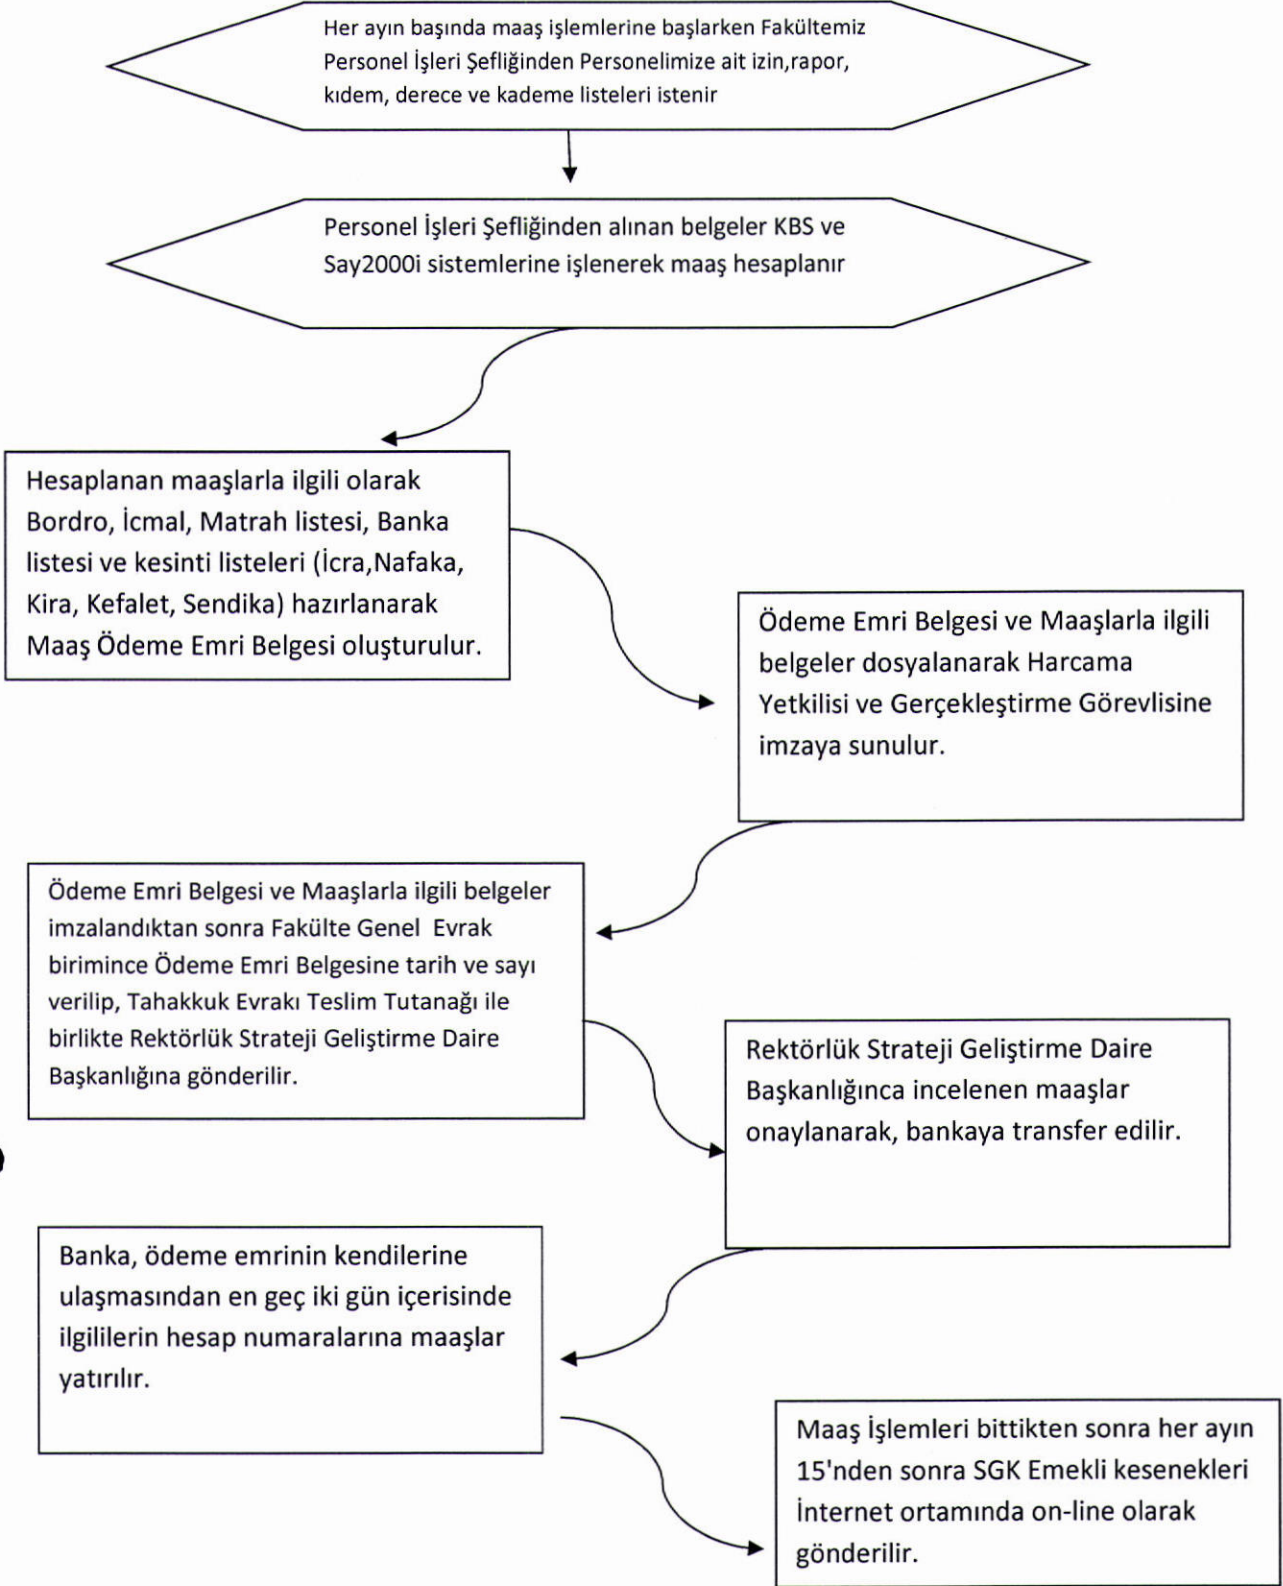 Her ayın başında maaş işlemlerine başlarken Fakültemiz
Personel İşleri Şefliğinden Personelimize ait izin,rapor,
kıdem, derece ve kademe listeleri istenir
Personel İşleri Şefliğinden alınan belgeler KBS ve
Say2000i sistemlerine işlenerek maaş hesaplanır
Hesaplanan maaşlarla ilgili olarak
Bordro, İcmal, Matrah listesi, Banka
listesi ve kesinti listeleri (İcra,Nafaka,
Kira, Kefalet, Sendika) hazırlanarak
Maaş Ödeme Emri Belgesi oluşturulur.
Ödeme Emri Belgesi ve Maaşlarla ilgili
belgeler dosyalanarak Harcama
Yetkilisi ve Gerçekleştirme Görevlisine
imzaya sunulur.
Ödeme Emri Belgesi ve Maaşlarla ilgili belgeler
imzalandıktan sonra Fakülte Genel Evrak
birimince Ödeme Emri Belgesine tarih ve sayı
verilip, Tahakkuk Evrakı Teslim Tutanağı ile
birlikte Rektörlük Strateji Geliştirme Daire
Başkanlığına gönderilir.
Rektörlük Strateji Geliştirme Daire
Başkanlığınca incelenen maaşlar
onaylanarak, bankaya transfer edilir.
Banka, ödeme emrinin kendilerine
ulaşmasından en geç iki gün içerisinde
ilgililerin hesap numaralarına maaşlar
yatırılır.
Maaş İşlemleri bittikten sonra her ayın
15'nden sonra SGK Emekli kesenekleri
İnternet ortamında on-line olarak
gönderilir.